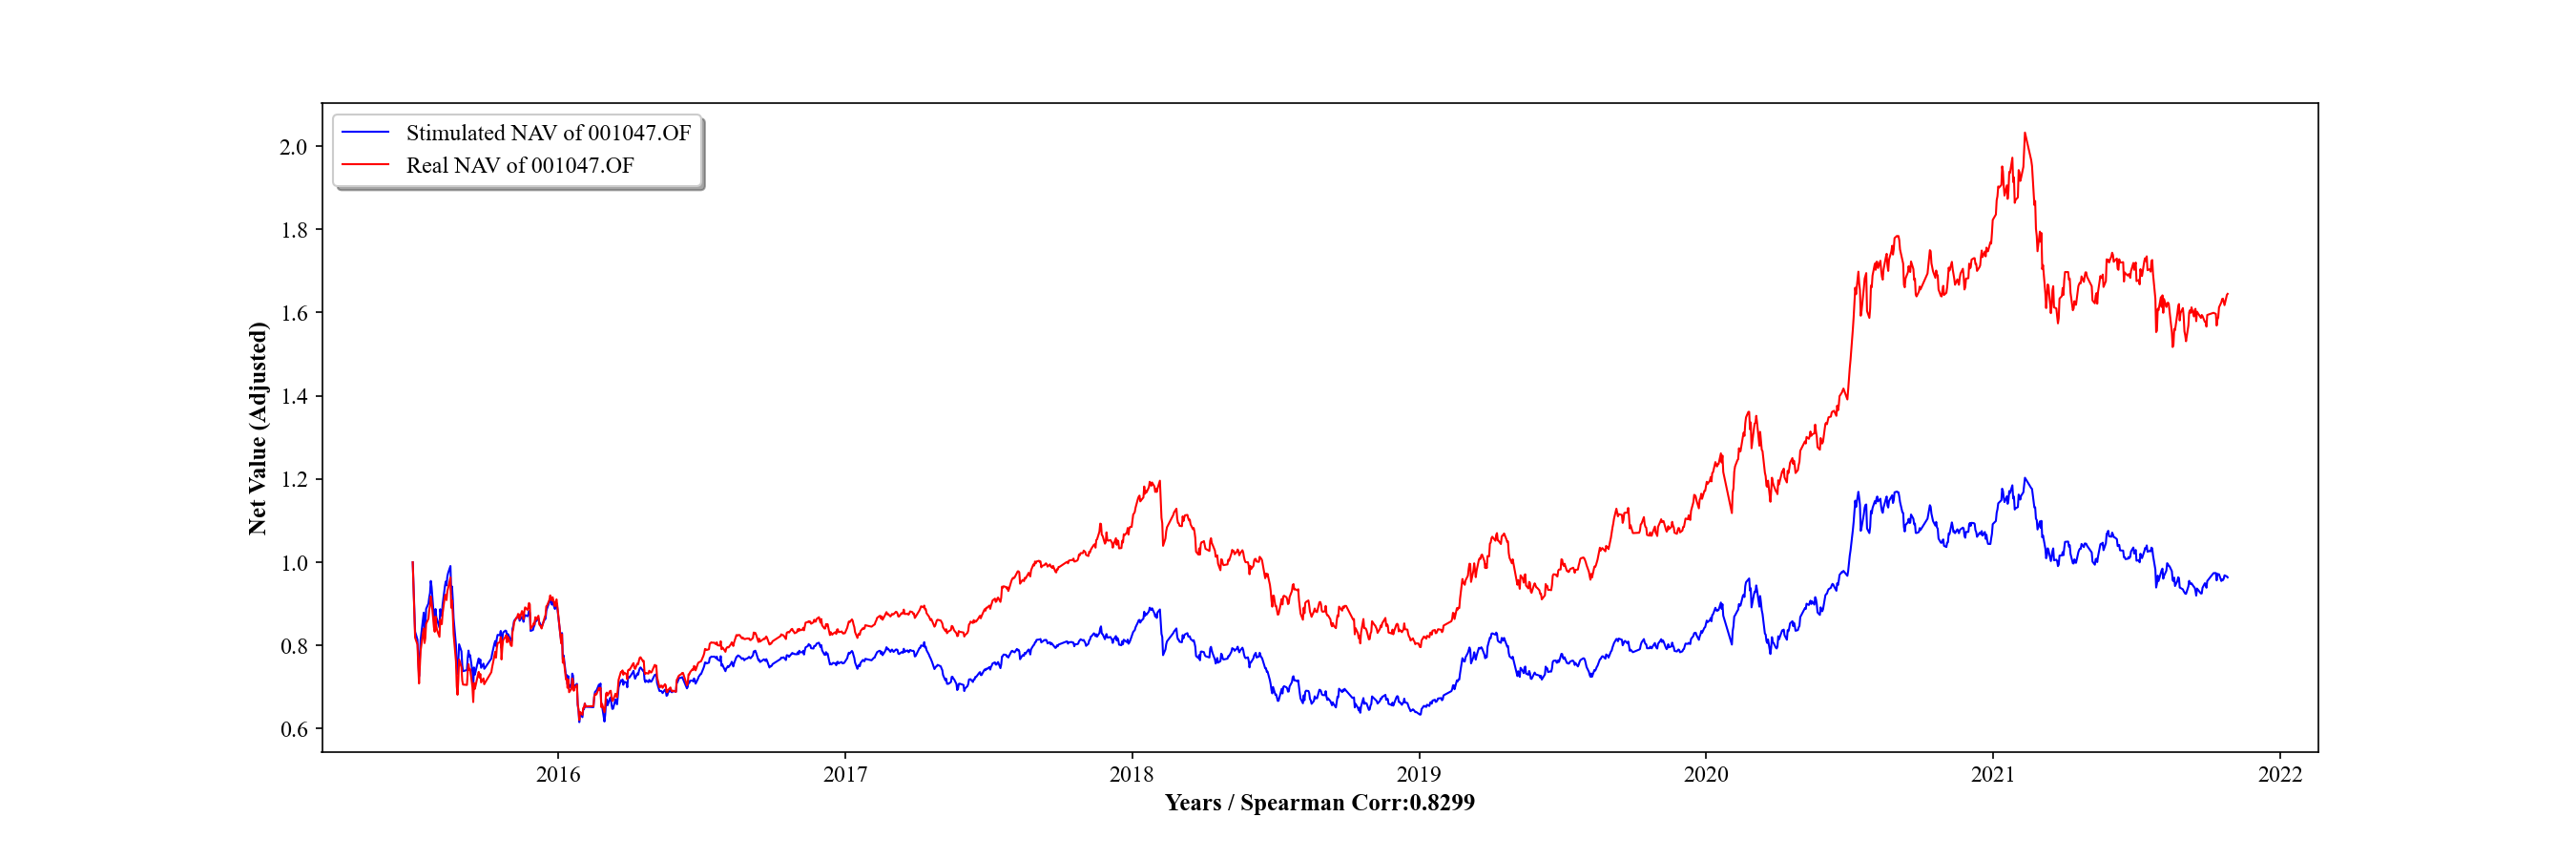 Stimulated NAV of 001047.OF
Real NAV of 001047.OF
2.0
1.8
1.6
1.4
1.2
1.0
0.8
0.6
Net Value (Adjusted)
2016 2017 2018 2019 2020 2021 2022
Years / Spearman Corr:0.8299